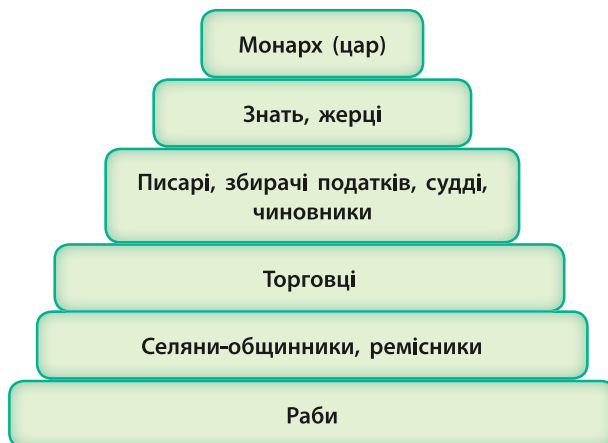 Монарх (цар)
Знать, жерці
Писарі, збирачі податків, судді,
чиновники
Торговці
Селяни-общинники, ремісники
Раби